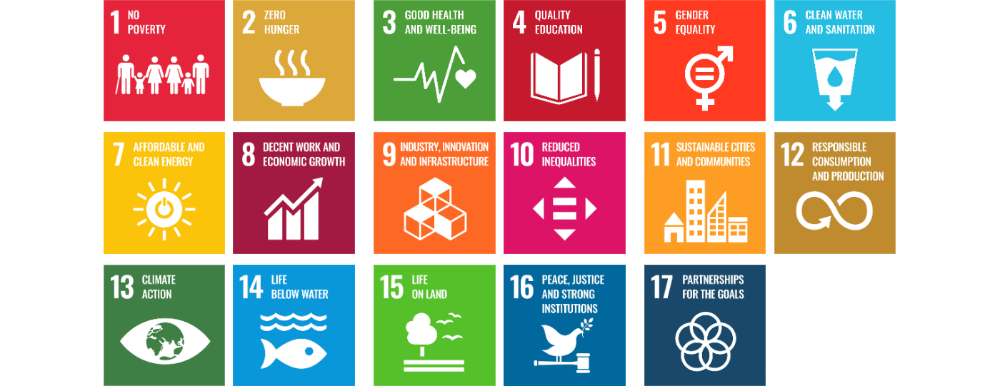 1 NO
POVERTY
2 ZERO
HUNGER
3 GOOD HEALTH
AND WELL-BEING
4 QUALITY
EDUCATION
5 GENDER
EQUALITY
6 CLEAN WATER
AND SANITATION
7 AFFORDABLE AND
CLEAN ENERGY
8 DECENT WORK AND
ECONOMIC GROWTH
9 INDUSTRY, INNOVATION
AND INFRASTRUCTURE
10 REDUCED
INEQUALITIES
11 SUSTAINABLE CITIES
AND COMMUNITIES
12 RESPONSIBLE
CONSUMPTION
AND PRODUCTION
13 CLIMATE
ACTION
14 LIFE
BELOW WATER
15 LIFE
ON LAND
16 PEACE, JUSTICE
AND STRONG
INSTITUTIONS
17 PARTNERSHIPS
FOR THE GOALS